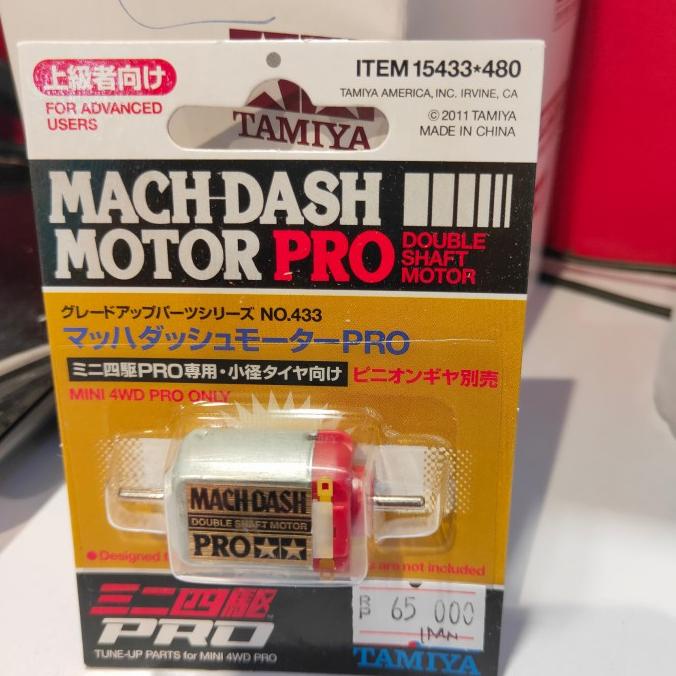 上級者向け
FOR ADVANCED
USERS
TAMIYA
ITEM 15433*480
TAMIYA AMERICA, INC. IRVINE, CA
© 2011 TAMIYA
MADE IN CHINA
MACH-DASH
MOTOR PRO
DOUBLE
SHAFT
MOTOR
グレードアップパーツシリーズ NO.433
マッハダッシュモーターPRO
ミニ四駆PRO専用・小径タイヤ向け ピニオンギヤ別売
MINI 4WD PRO ONLY
MACH-DASH
DOUBLE SHAFT MOTOR
PRO
●Designed
are not included
ミニ四駆
PRO
TUNE-UP PARTS for MINI 4WD PRO
RP 65 000
TAMIYA